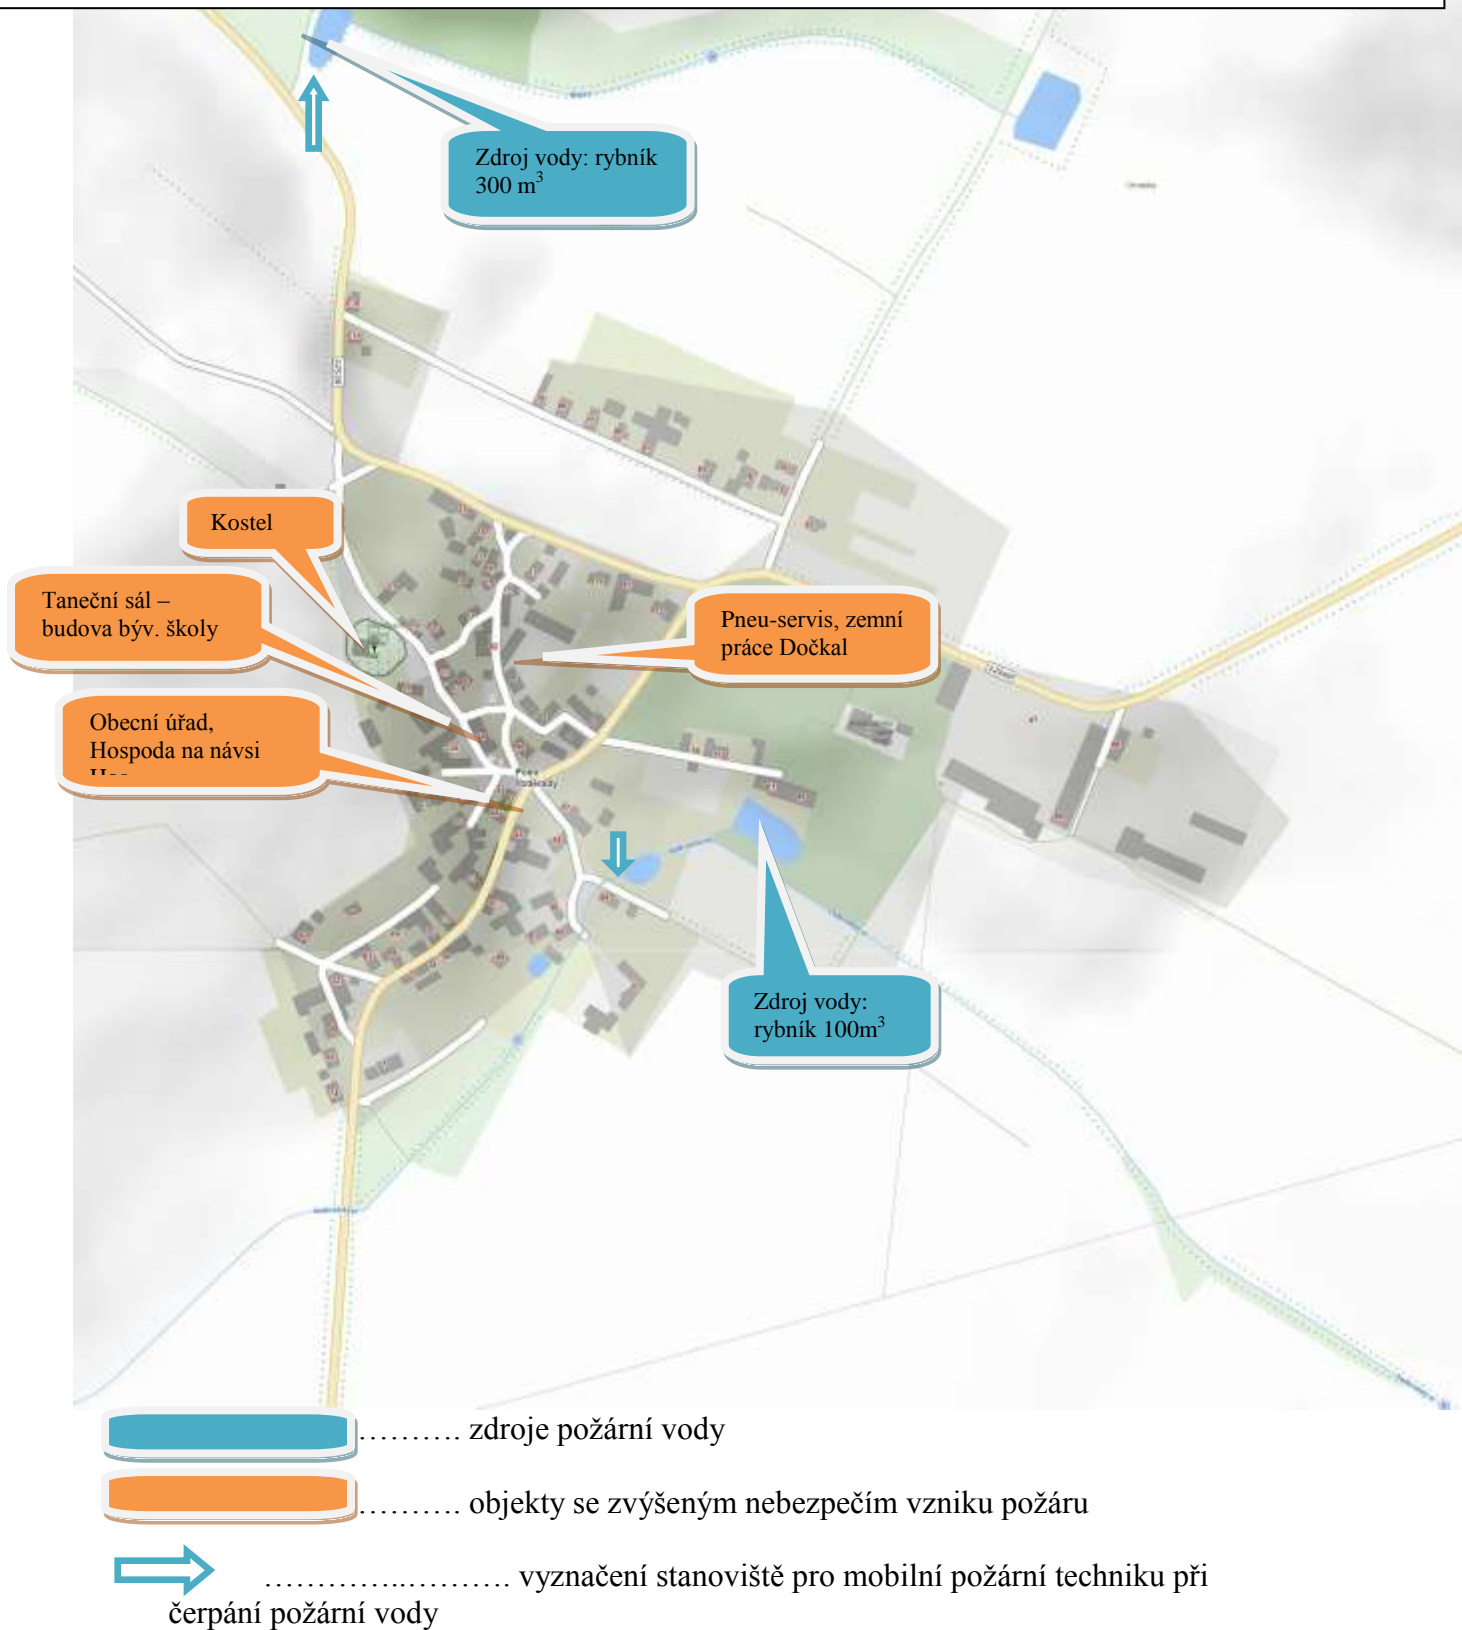 Zdroj vody: rybník
300 m³
Kostel
Taneční sál –
budova býv. školy
Pneu-servis, zemní
práce Dočkal
Obecní úřad,
Hospoda na návsi
Zdroj vody:
rybník 100m³
………. zdroje požární vody
………. objekty se zvýšeným nebezpečím vzniku požáru
…………..………. vyznačení stanoviště pro mobilní požární techniku při
čerpání požární vody